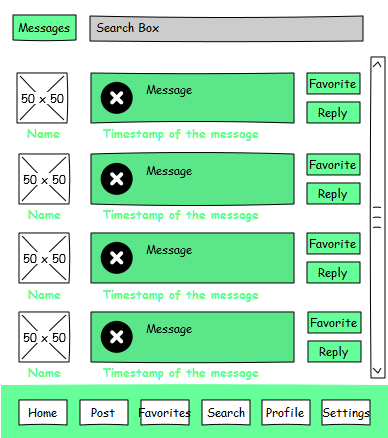 Messages Search Box
50 x 50 Message Favorite
Reply
Name Timestamp of the message
50 x 50 Message Favorite
Reply
Name Timestamp of the message
50 x 50 Message Favorite
Reply
Name Timestamp of the message
50 x 50 Message Favorite
Reply
Name Timestamp of the message
Home Post Favorites Search Profile Settings